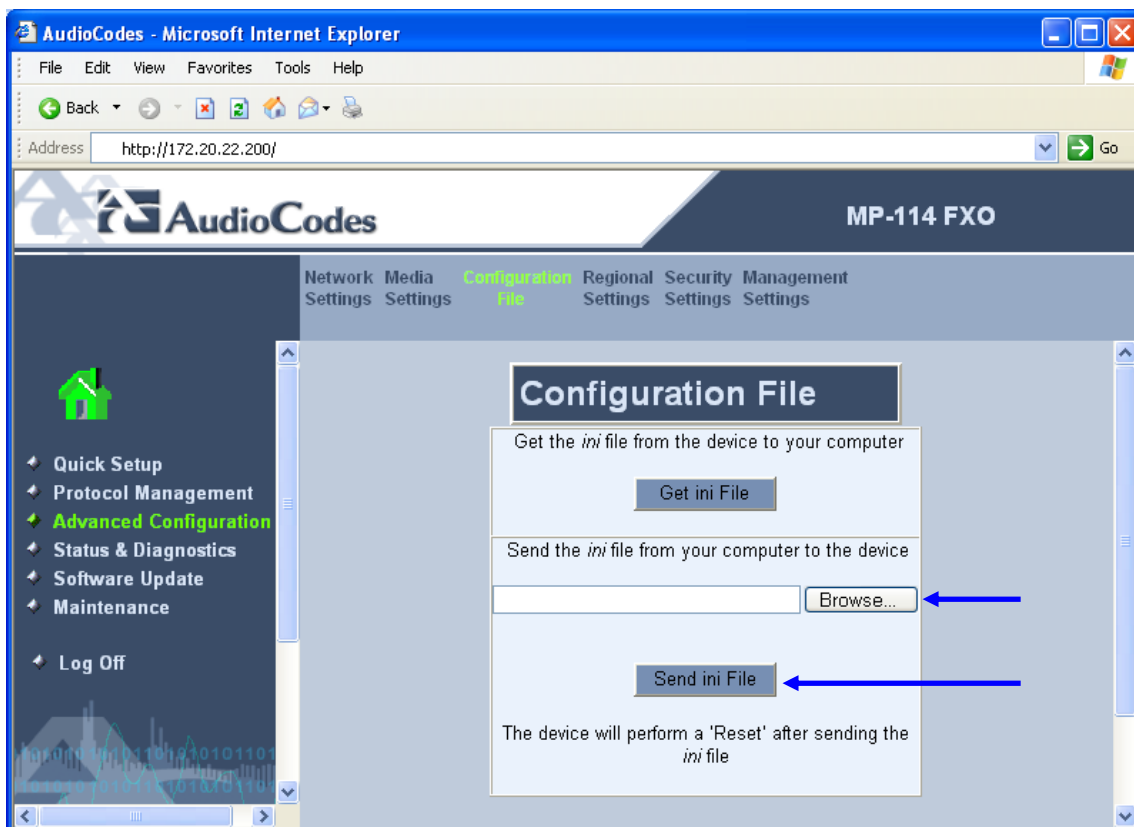 AudioCodes - Microsoft Internet Explorer
File Edit View Favorites Tools Help
Back
Address http://172.20.22.200/ Go
AudioCodes
MP-114 FXO
Network Settings
Media Settings
Configuration File
Regional Settings
Security Settings
Management Settings
Quick Setup
Protocol Management
Advanced Configuration
Status & Diagnostics
Software Update
Maintenance
Log Off
Configuration File
Get the ini file from the device to your computer
Get ini File
Send the ini file from your computer to the device
Browse...
Send ini File
The device will perform a 'Reset' after sending the
ini file